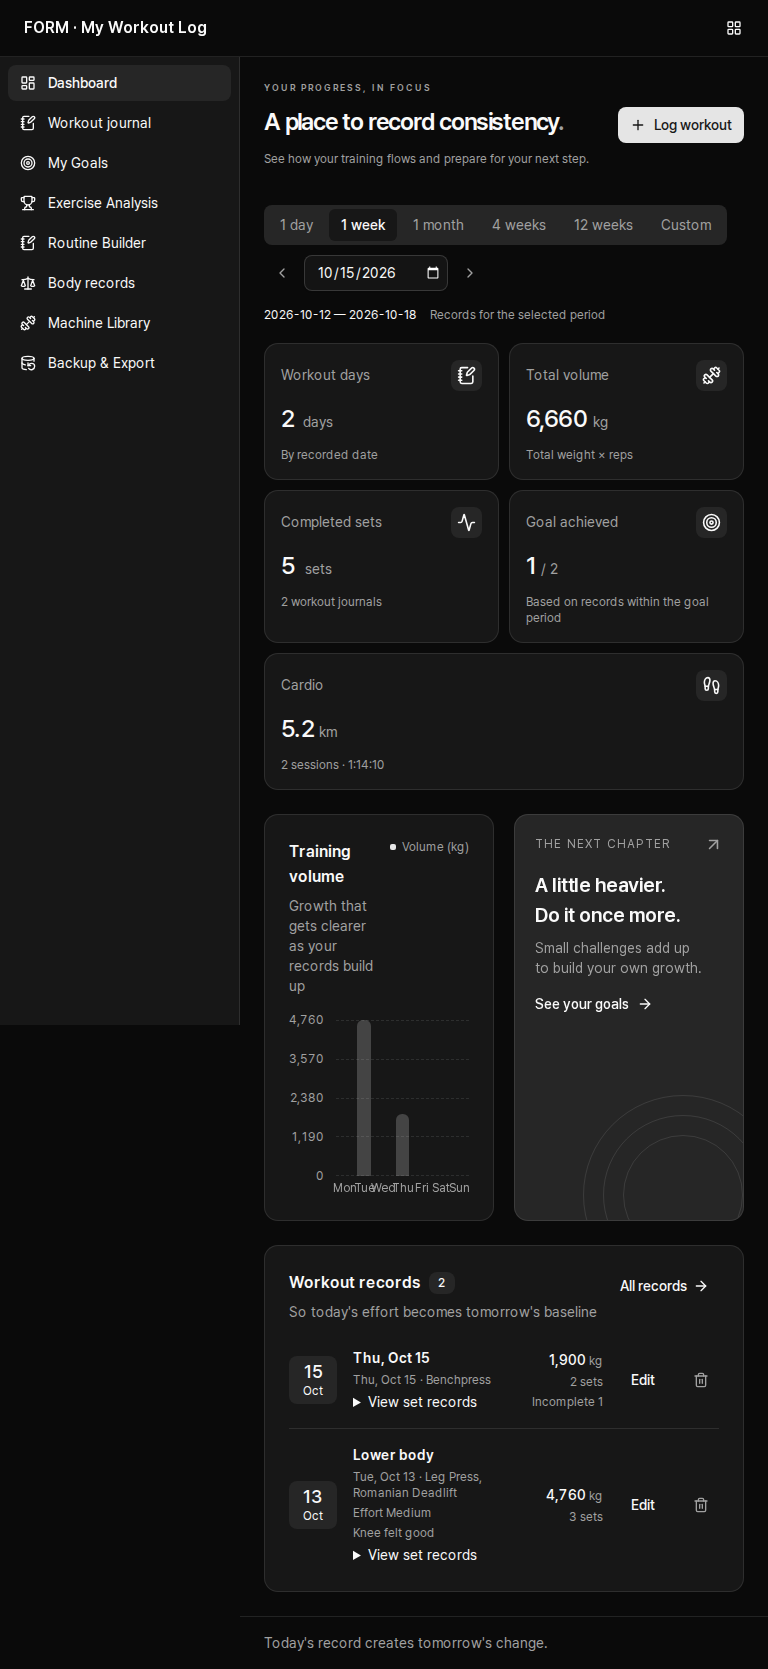 FORM · My Workout Log
Dashboard
Workout journal
My Goals
Exercise Analysis
Routine Builder
Body records
Machine Library
Backup & Export
YOUR PROGRESS, IN FOCUS
A place to record consistency.
Log workout
See how your training flows and prepare for your next step.
1 day
1 week
1 month
4 weeks
12 weeks
Custom
10/15/2026
2026-10-12 — 2026-10-18 Records for the selected period
Workout days
2 days
By recorded date
Total volume
6,660 kg
Total weight × reps
Completed sets
5 sets
2 workout journals
Goal achieved
1 / 2
Based on records within the goal
period
Cardio
5.2 km
2 sessions · 1:14:10
Training
volume
Volume (kg)
Growth that
gets clearer
as your
records build
up
4,760
3,570
2,380
1,190
0
Mon Tue Wed Thu Fri Sat Sun
THE NEXT CHAPTER
A little heavier.
Do it once more.
Small challenges add up
to build your own growth.
See your goals
Workout records 2
All records
So today's effort becomes tomorrow's baseline
15
Oct
Thu, Oct 15
Thu, Oct 15 · Benchpress
View set records
1,900 kg
2 sets
Incomplete 1
Edit
13
Oct
Lower body
Tue, Oct 13 · Leg Press,
Romanian Deadlift
Effort Medium
Knee felt good
View set records
4,760 kg
3 sets
Edit
Today's record creates tomorrow's change.